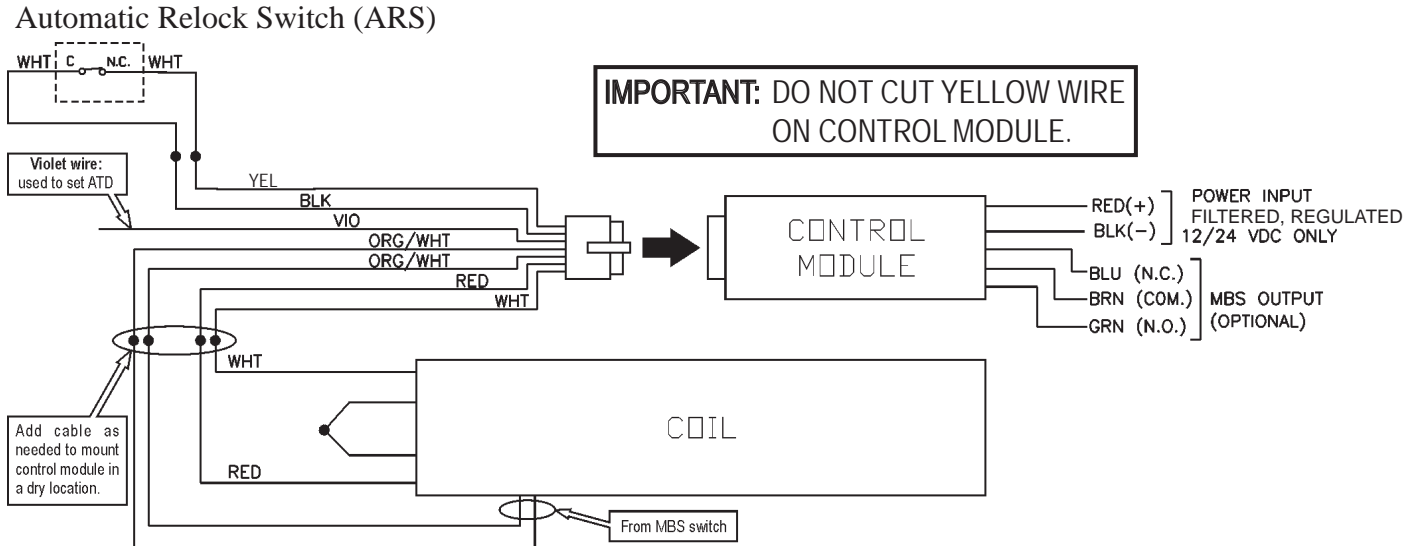 Automatic Relock Switch (ARS)
WHT C N.C. WHT
IMPORTANT: DO NOT CUT YELLOW WIRE
ON CONTROL MODULE.
Violet wire:
used to set ATD
YEL
BLK
VIO
ORG/WHT
ORG/WHT
RED
WHT
CONTROL
MODULE
RED(+)
BLK(-)
POWER INPUT
FILTERED, REGULATED
12/24 VDC ONLY
BLU (N.C.)
BRN (COM.)
GRN (N.O.)
MBS OUTPUT
(OPTIONAL)
WHT
COIL
RED
Add cable as
needed to mount
control module in
a dry location.
From MBS switch